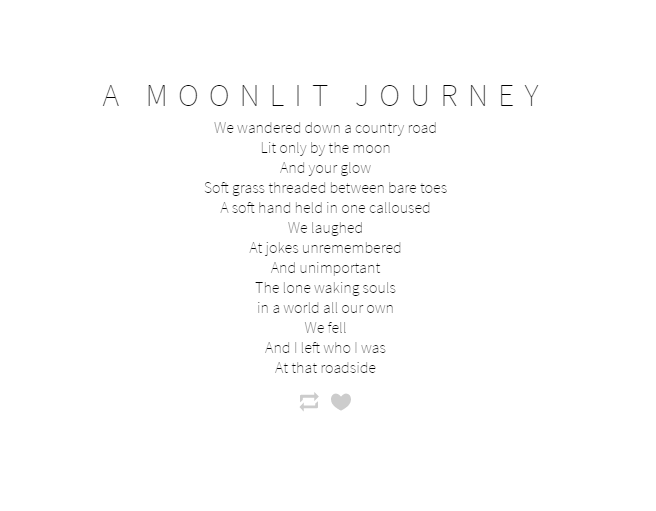 A MOONLIT JOURNEY
We wandered down a country road
Lit only by the moon
And your glow
Soft grass threaded between bare toes
A soft hand held in one calloused
We laughed
At jokes unremembered
And unimportant
The lone waking souls
in a world all our own
We fell
And I left who I was
At that roadside